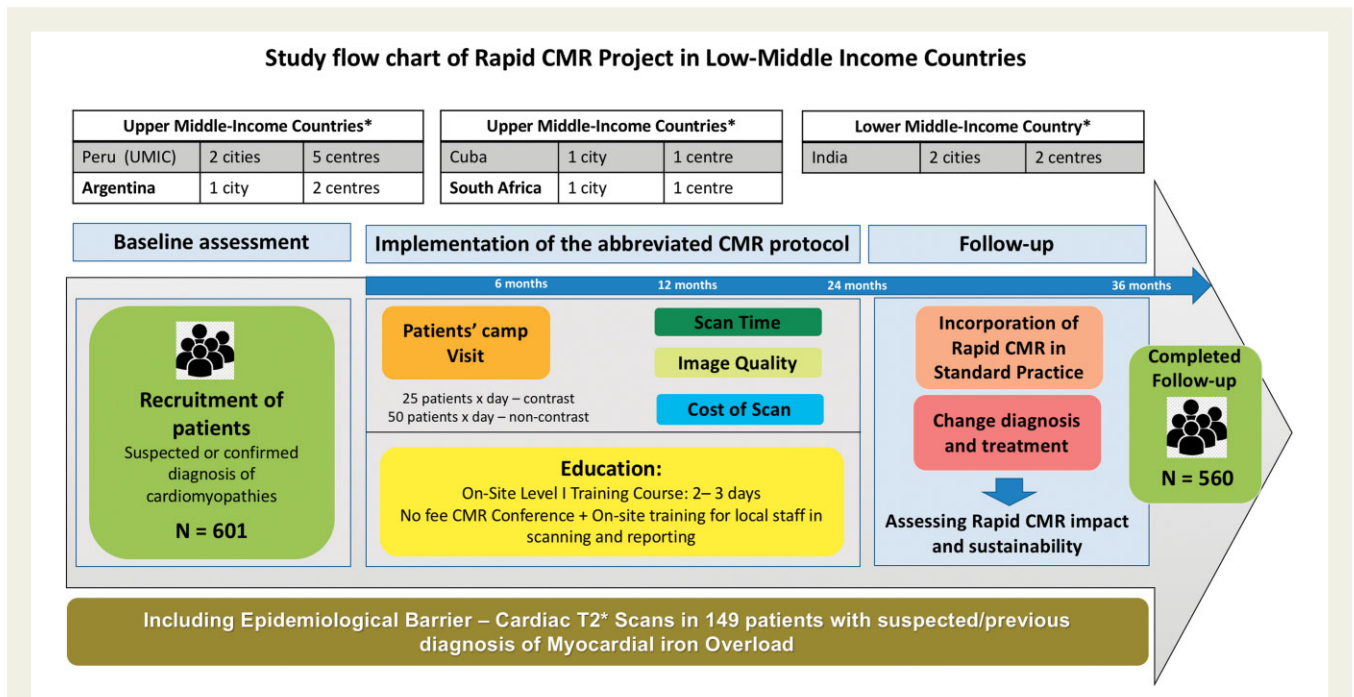 Study flow chart of Rapid CMR Project in Low-Middle Income Countries
Upper Middle-Income Countries*
Peru (UMIC) 2 cities 5 centres
Argentina 1 city 2 centres
Upper Middle-Income Countries*
Cuba 1 city 1 centre
South Africa 1 city 1 centre
Lower Middle-Income Country*
India 2 cities 2 centres
Baseline assessment
Implementation of the abbreviated CMR protocol
Follow-up
6 months 12 months 24 months 36 months
Recruitment of
patients
Suspected or confirmed
diagnosis of
cardiomyopathies
N = 601
Patients’ camp
Visit
25 patients x day – contrast
50 patients x day – non-contrast
Scan Time
Image Quality
Cost of Scan
Education:
On-Site Level I Training Course: 2– 3 days
No fee CMR Conference + On-site training for local staff in
scanning and reporting
Incorporation of
Rapid CMR in
Standard Practice
Change diagnosis
and treatment
Assessing Rapid CMR impact
and sustainability
Completed
Follow-up
N = 560
Including Epidemiological Barrier – Cardiac T2* Scans in 149 patients with suspected/previous
diagnosis of Myocardial iron Overload